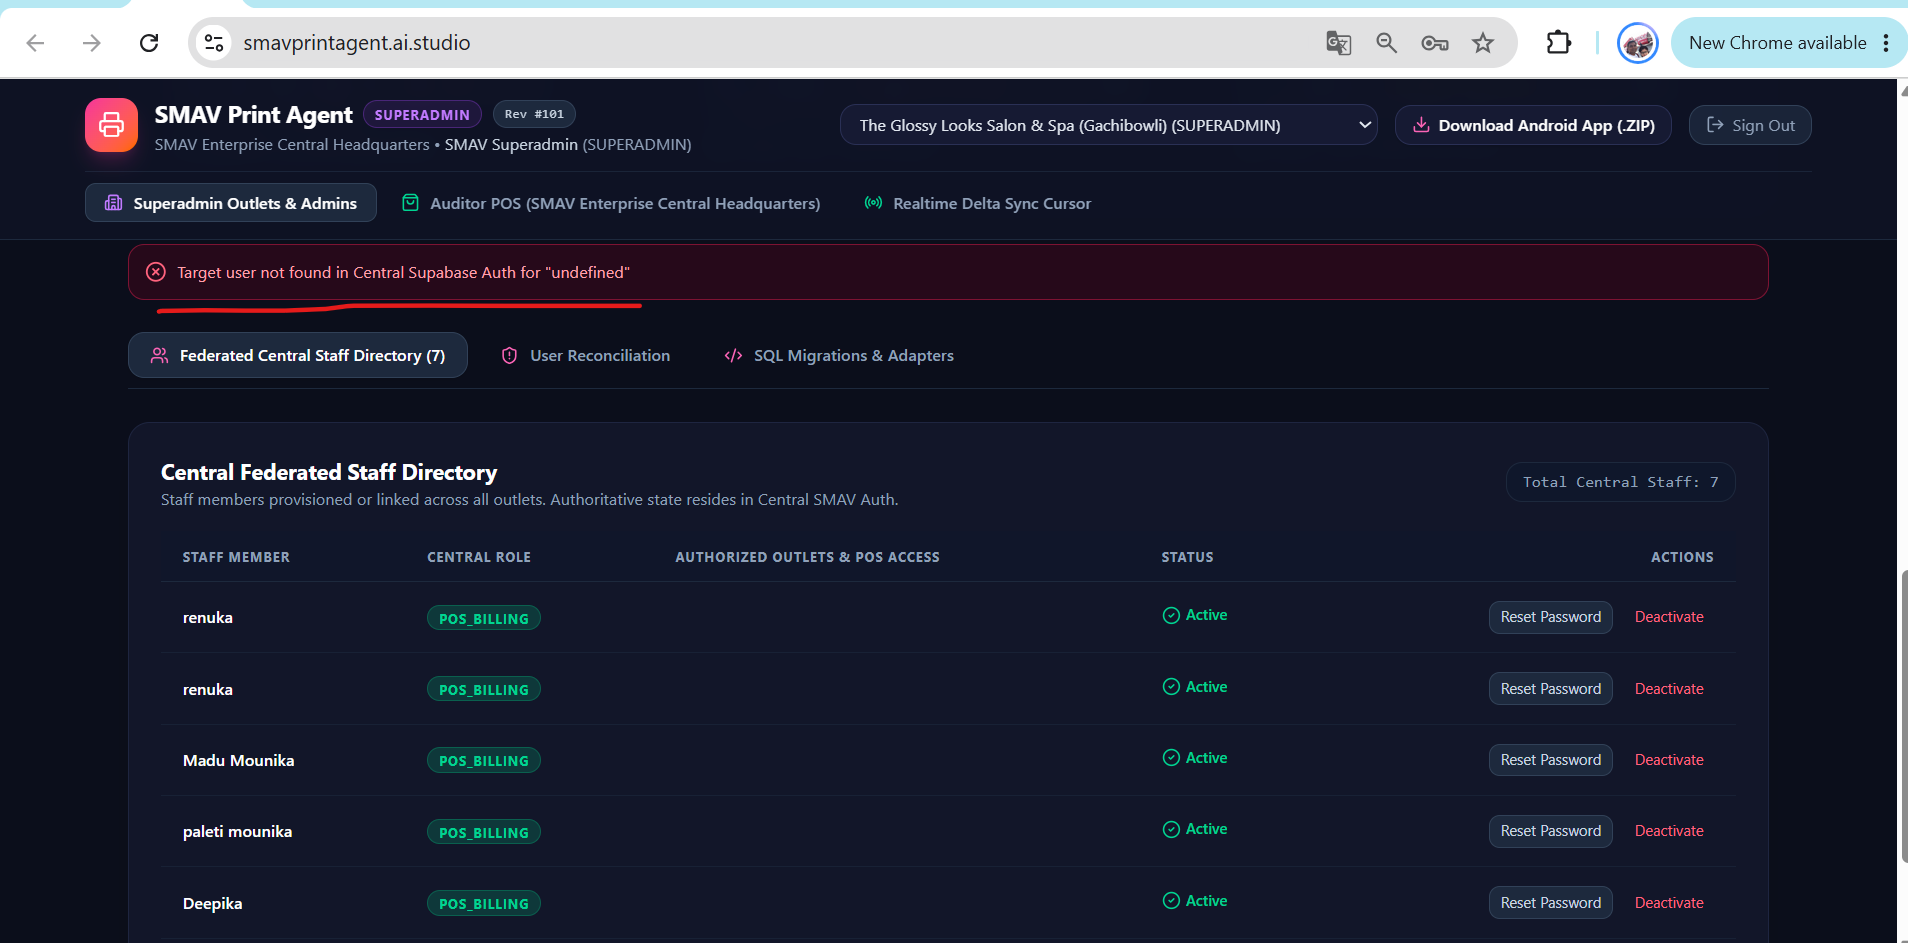 smavprintagent.ai.studio
New Chrome available
SMAV Print Agent SUPERADMIN Rev #101
SMAV Enterprise Central Headquarters • SMAV Superadmin (SUPERADMIN)
The Glossy Looks Salon & Spa (Gachibowli) (SUPERADMIN)
Download Android App (.ZIP)
Sign Out
Superadmin Outlets & Admins
Auditor POS (SMAV Enterprise Central Headquarters)
Realtime Delta Sync Cursor
Target user not found in Central Supabase Auth for "undefined"
Federated Central Staff Directory (7)
User Reconciliation
SQL Migrations & Adapters
Central Federated Staff Directory
Staff members provisioned or linked across all outlets. Authoritative state resides in Central SMAV Auth.
Total Central Staff: 7
STAFF MEMBER CENTRAL ROLE AUTHORIZED OUTLETS & POS ACCESS STATUS ACTIONS
renuka POS_BILLING Active Reset Password Deactivate
renuka POS_BILLING Active Reset Password Deactivate
Madu Mounika POS_BILLING Active Reset Password Deactivate
paleti mounika POS_BILLING Active Reset Password Deactivate
Deepika POS_BILLING Active Reset Password Deactivate